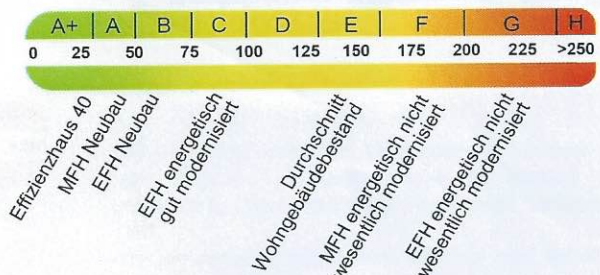 A+ A B C D E F G H
0 25 50 75 100 125 150 175 200 225 >250
Effizienzhaus 40
MFH Neubau
EFH Neubau
EFH energetisch
gut modernisiert
Durchschnitt
Wohngebäudebestand
MFH energetisch nicht
wesentlich modernisiert
EFH energetisch nicht
wesentlich modernisiert